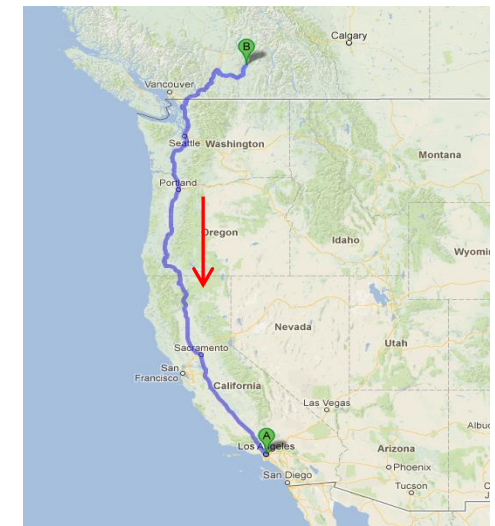 B
Calgary
Vancouver
Seattle
Washington
Montana
Portland
Oregon
Idaho
Wyomi
Nevada
Utah
Sacramento
San
Francisco
California
Las Vegas
A
Los Angeles
Albu
Arizona
Phoenix
San Diego
Tucson
C
J